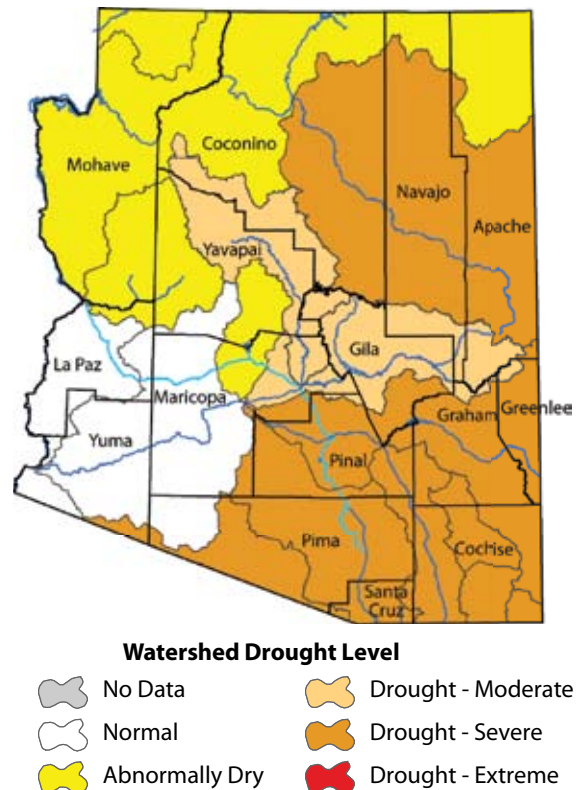 Coconino
Mohave
Navajo
Apache
Yavapai
Gila
La Paz
Maricopa
Graham
Greenlee
Yuma
Pinal
Pima
Cochise
Santa
Cruz
Watershed Drought Level
No Data
Drought - Moderate
Normal
Drought - Severe
Abnormally Dry
Drought - Extreme